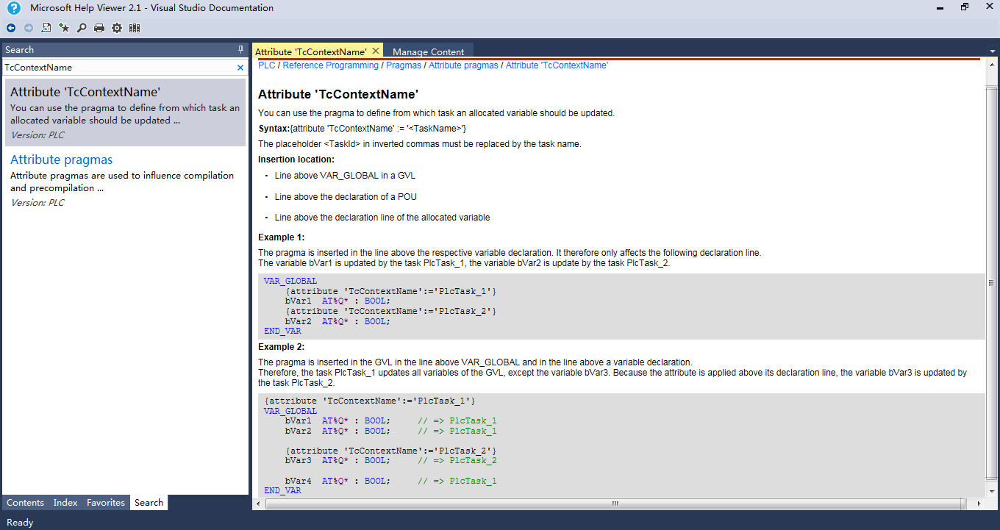 Microsoft Help Viewer 2.1 - Visual Studio Documentation
Search
TcContextName
Attribute 'TcContextName'
You can use the pragma to define from which task an
allocated variable should be updated ...
Version: PLC
Attribute pragmas
Attribute pragmas are used to influence compilation
and precompilation ...
Version: PLC
Contents Index Favorites Search
Ready
Attribute 'TcContextName' Manage Content
PLC / Reference Programming / Pragmas / Attribute pragmas / Attribute 'TcContextName'
Attribute 'TcContextName'
You can use the pragma to define from which task an allocated variable should be updated.
Syntax:{attribute 'TcContextName' := '<TaskName>'}
The placeholder <TaskId> in inverted commas must be replaced by the task name.
Insertion location:
• Line above VAR_GLOBAL in a GVL
• Line above the declaration of a POU
• Line above the declaration line of the allocated variable
Example 1:
The pragma is inserted in the line above the respective variable declaration. It therefore only affects the following declaration line.
The variable bVar1 is updated by the task PlcTask_1, the variable bVar2 is update by the task PlcTask_2.
VAR_GLOBAL
{attribute 'TcContextName':='PlcTask_1'}
bVar1 AT%Q* : BOOL;
{attribute 'TcContextName':='PlcTask_2'}
bVar2 AT%Q* : BOOL;
END_VAR
Example 2:
The pragma is inserted in the GVL in the line above VAR_GLOBAL and in the line above a variable declaration.
Therefore, the task PlcTask_1 updates all variables of the GVL, except the variable bVar3. Because the attribute is applied above its declaration line, the variable bVar3 is updated by
the task PlcTask_2.
{attribute 'TcContextName':='PlcTask_1'}
VAR_GLOBAL
bVar1 AT%Q* : BOOL; // => PlcTask_1
bVar2 AT%Q* : BOOL; // => PlcTask_1
{attribute 'TcContextName':='PlcTask_2'}
bVar3 AT%Q* : BOOL; // => PlcTask_2
bVar4 AT%Q* : BOOL; // => PlcTask_1
END_VAR